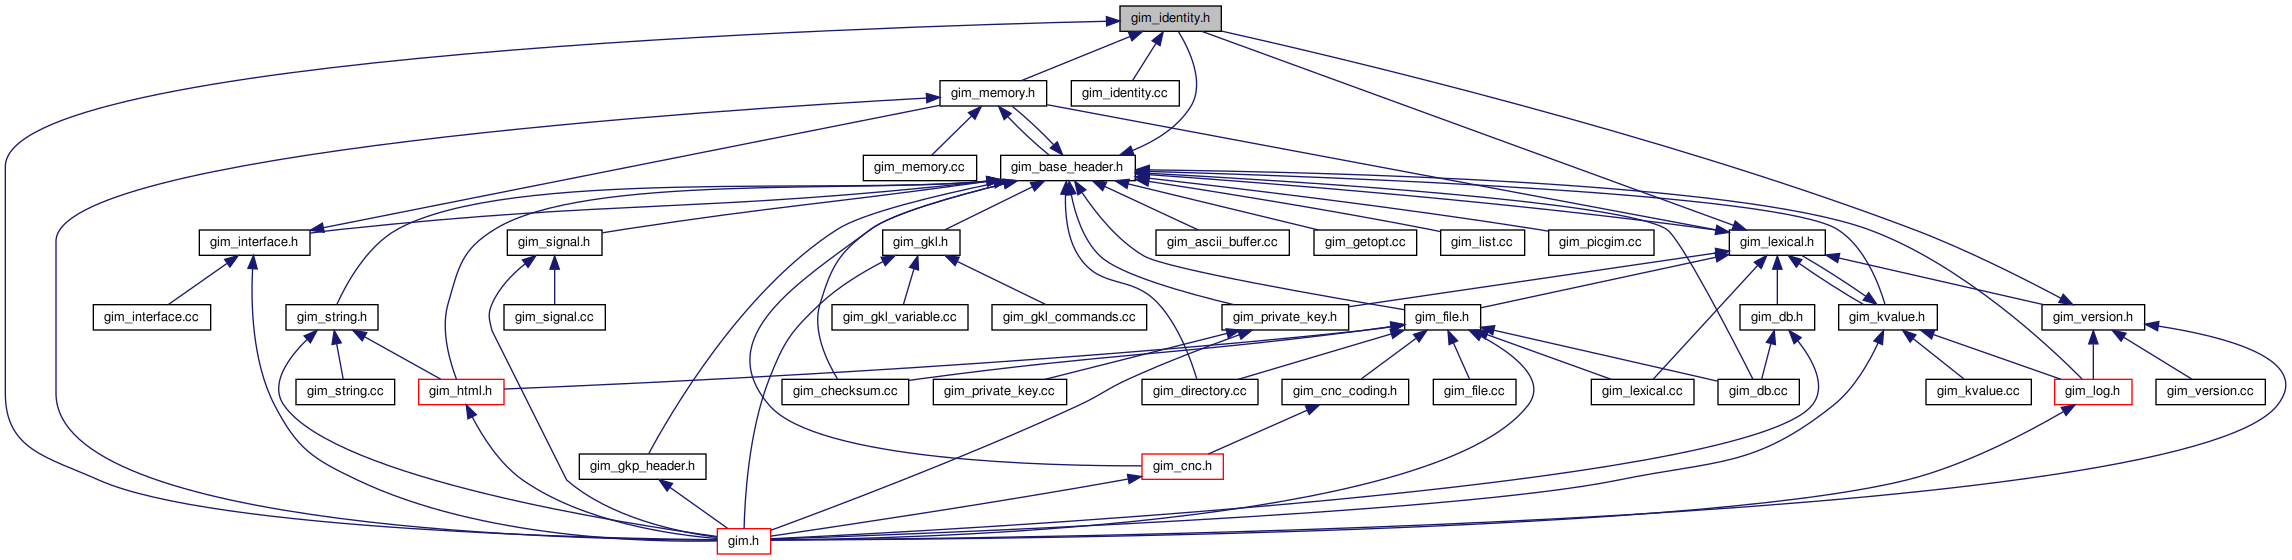 gim_identity.h
gim_memory.h
gim_identity.cc
gim_memory.cc
gim_base_header.h
gim_interface.h
gim_signal.h
gim_gkl.h
gim_ascii_buffer.cc
gim_getopt.cc
gim_list.cc
gim_picgim.cc
gim_lexical.h
gim_interface.cc
gim_string.h
gim_signal.cc
gim_gkl_variable.cc
gim_gkl_commands.cc
gim_private_key.h
gim_file.h
gim_db.h
gim_kvalue.h
gim_version.h
gim_string.cc
gim_html.h
gim_checksum.cc
gim_private_key.cc
gim_directory.cc
gim_cnc_coding.h
gim_file.cc
gim_lexical.cc
gim_db.cc
gim_kvalue.cc
gim_log.h
gim_version.cc
gim_gkp_header.h
gim_cnc.h
gim.h